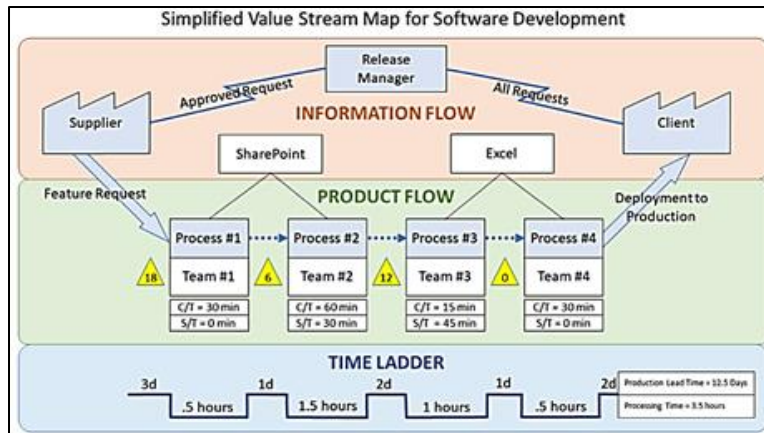 Simplified Value Stream Map for Software Development
Release
Manager
Approved Request
All Requests
INFORMATION FLOW
Supplier
Client
SharePoint
Excel
Feature Request
PRODUCT FLOW
Deployment to
Production
Process #1
Process #2
Process #3
Process #4
18
Team #1
6
Team #2
12
Team #3
0
Team #4
C/T = 30 min
S/T = 0 min
C/T = 60 min
S/T = 30 min
C/T = 15 min
S/T = 45 min
C/T = 30 min
S/T = 0 min
TIME LADDER
3d
1d
2d
1d
2d
.5 hours
1.5 hours
1 hours
.5 hours
Production Lead Time = 12.5 Days
Processing Time = 3.5 hours